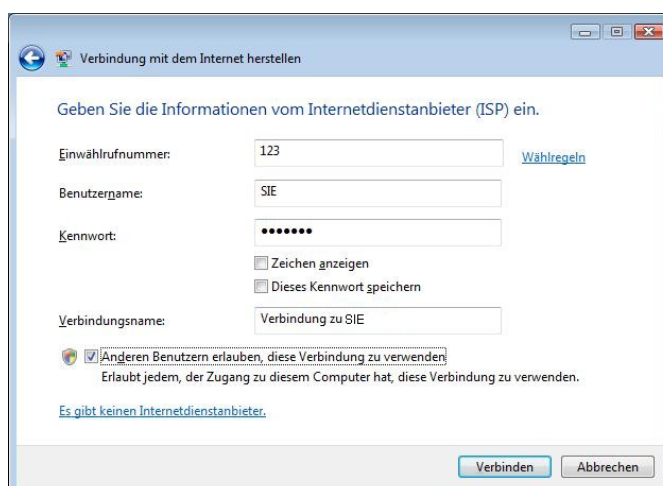 Verbindung mit dem Internet herstellen
Geben Sie die Informationen vom Internetdienstanbieter (ISP) ein.
Einwählrufnummer: 123 Wählregeln
Benutzername: SIE
Kennwort: •••••••
Zeichen anzeigen
Dieses Kennwort speichern
Verbindungsname: Verbindung zu SIE
Anderen Benutzern erlauben, diese Verbindung zu verwenden
Erlaubt jedem, der Zugang zu diesem Computer hat, diese Verbindung zu verwenden.
Es gibt keinen Internetdienstanbieter.
Verbinden Abbrechen